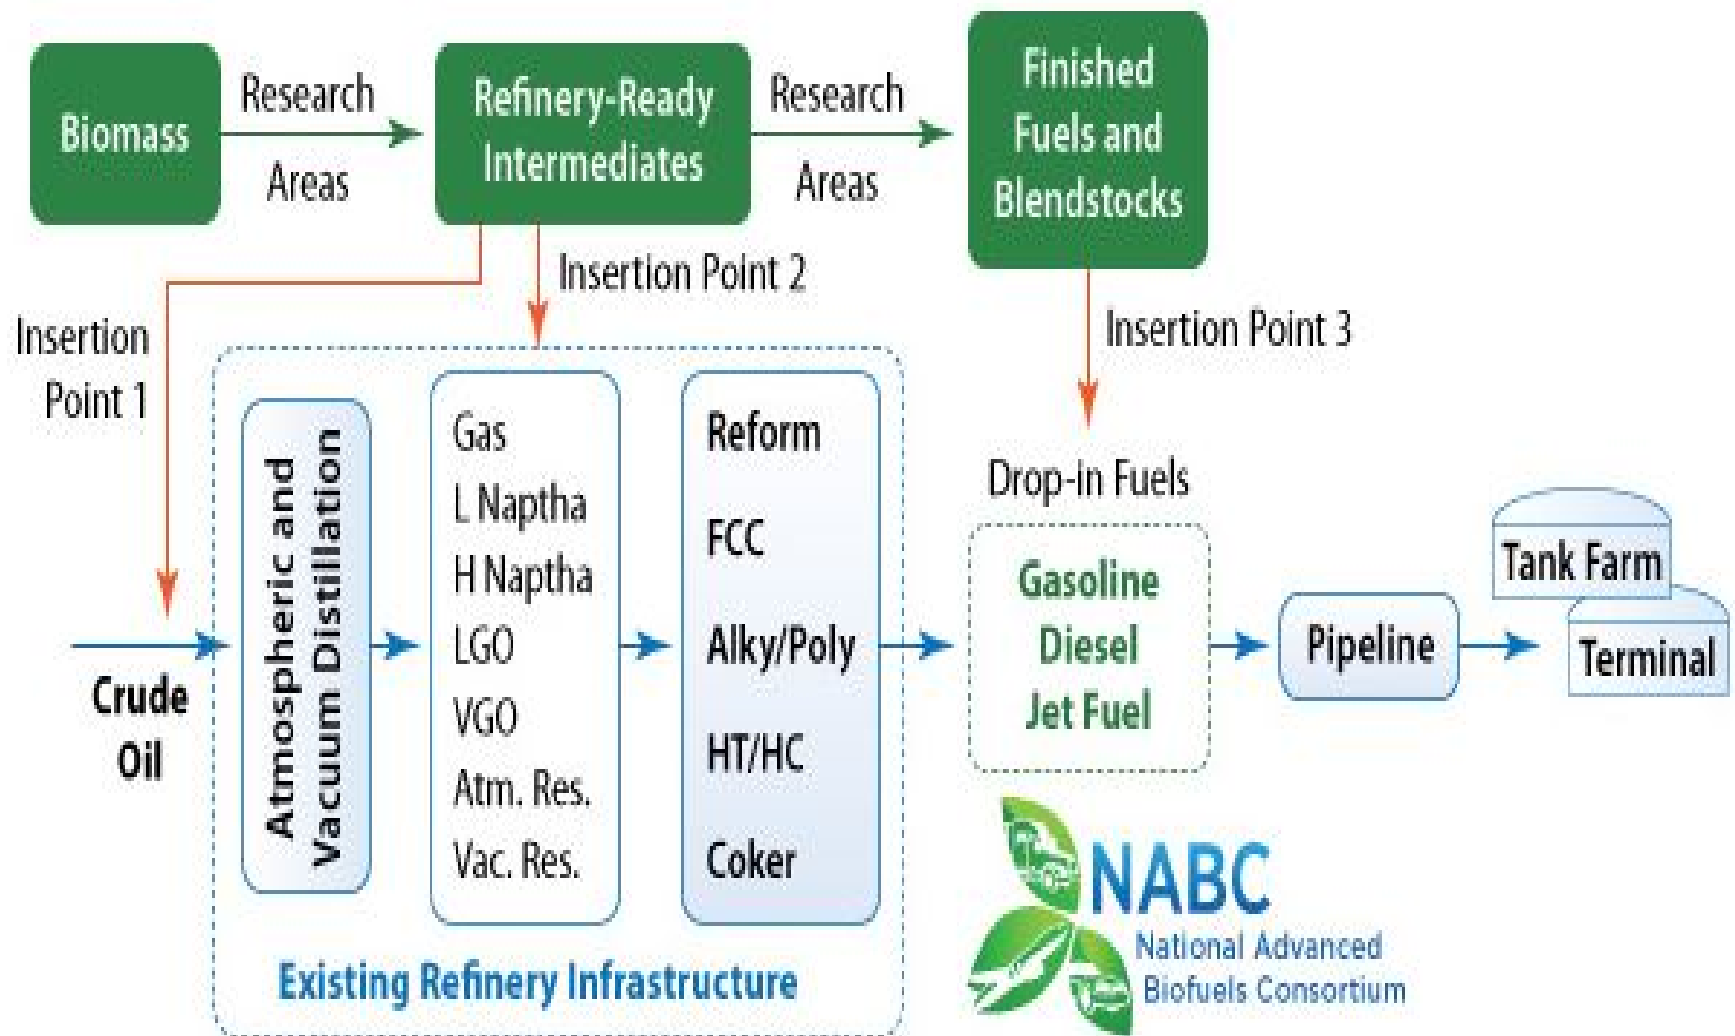 Biomass
Research
Areas
Refinery-Ready
Intermediates
Research
Areas
Finished
Fuels and
Blendstocks
Insertion
Point 1
Insertion Point 2
Insertion Point 3
Crude
Oil
Atmospheric and
Vacuum Distillation
Gas
L Naptha
H Naptha
LGO
VGO
Atm. Res.
Vac. Res.
Reform
FCC
Alky/Poly
HT/HC
Coker
Existing Refinery Infrastructure
Drop-in Fuels
Gasoline
Diesel
Jet Fuel
Pipeline
Tank Farm
Terminal
NABC
National Advanced
Biofuels Consortium